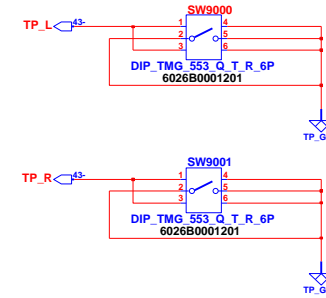 SW9000
TP_L 43-
1 4
2 5
3 6
DIP_TMG_553_Q_T_R_6P
6026B0001201
TP_G
SW9001
TP_R 43-
1 4
2 5
3 6
DIP_TMG_553_Q_T_R_6P
6026B0001201
TP_G